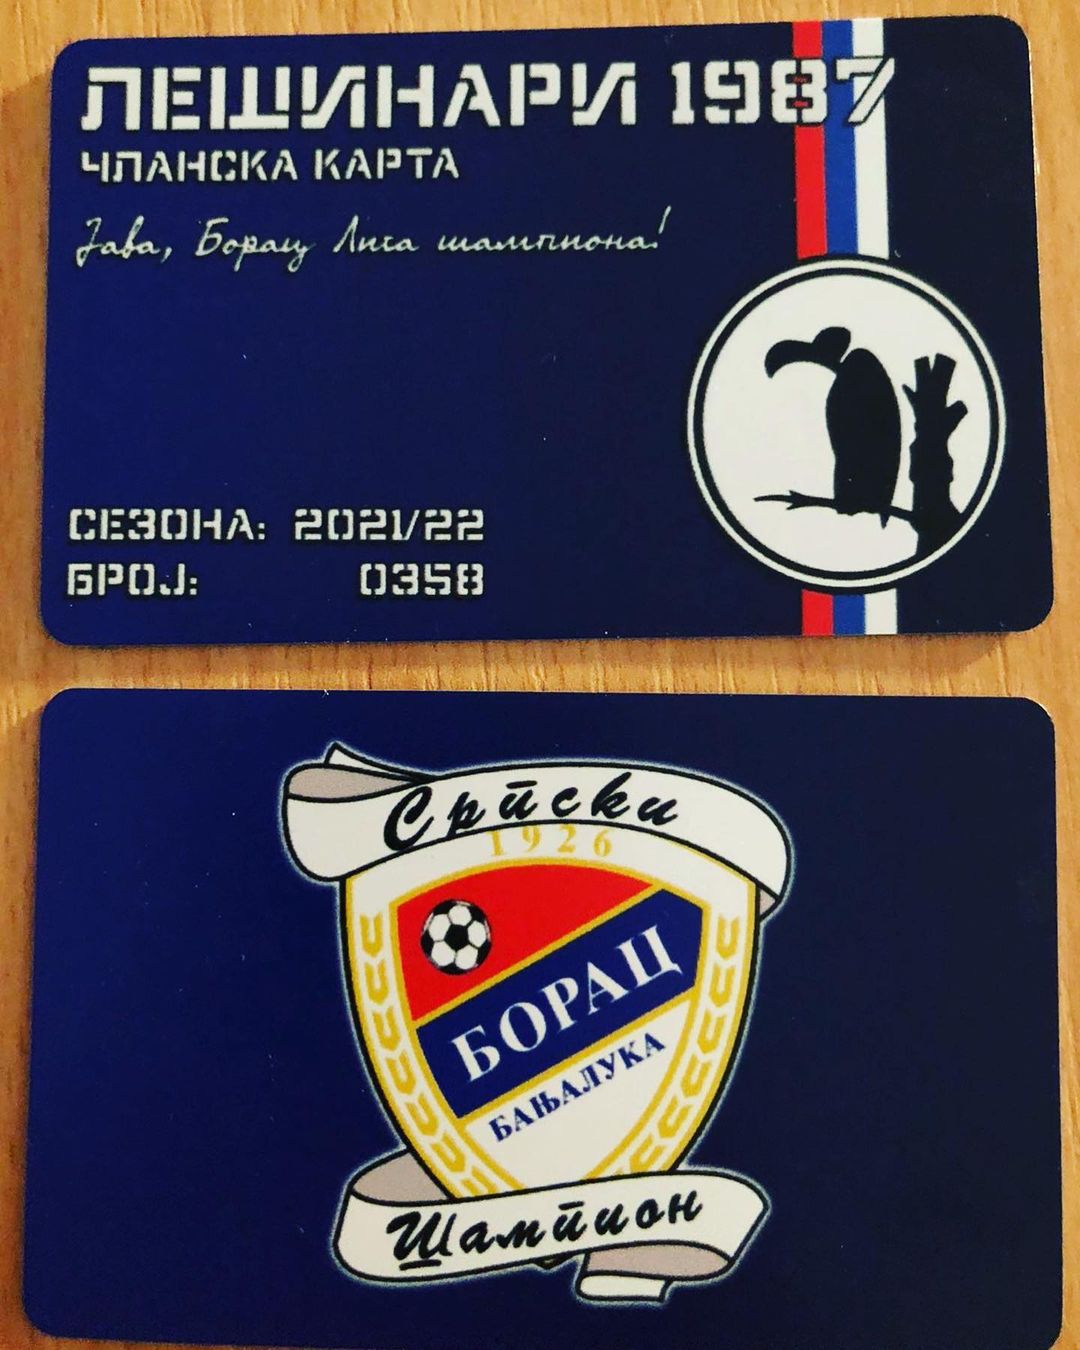 ЛЕШИНАРИ 1987
ЧЛАНСКА КАРТА
Јава, Борац Лига шампиона!
СЕЗОНА: 2021/22
БРОЈ: 0358
Српски
1926
БОРАЦ
БАЊАЛУКА
Шампион